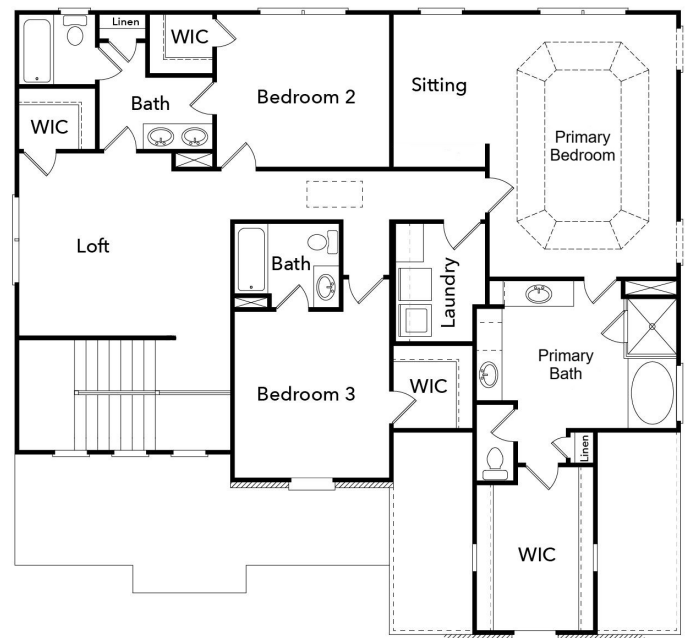 Linen
WIC
Sitting
Bath
Bedroom 2
WIC
Primary
Bedroom
Loft
Bath
Laundry
Primary
Bath
Bedroom 3
WIC
Linen
WIC